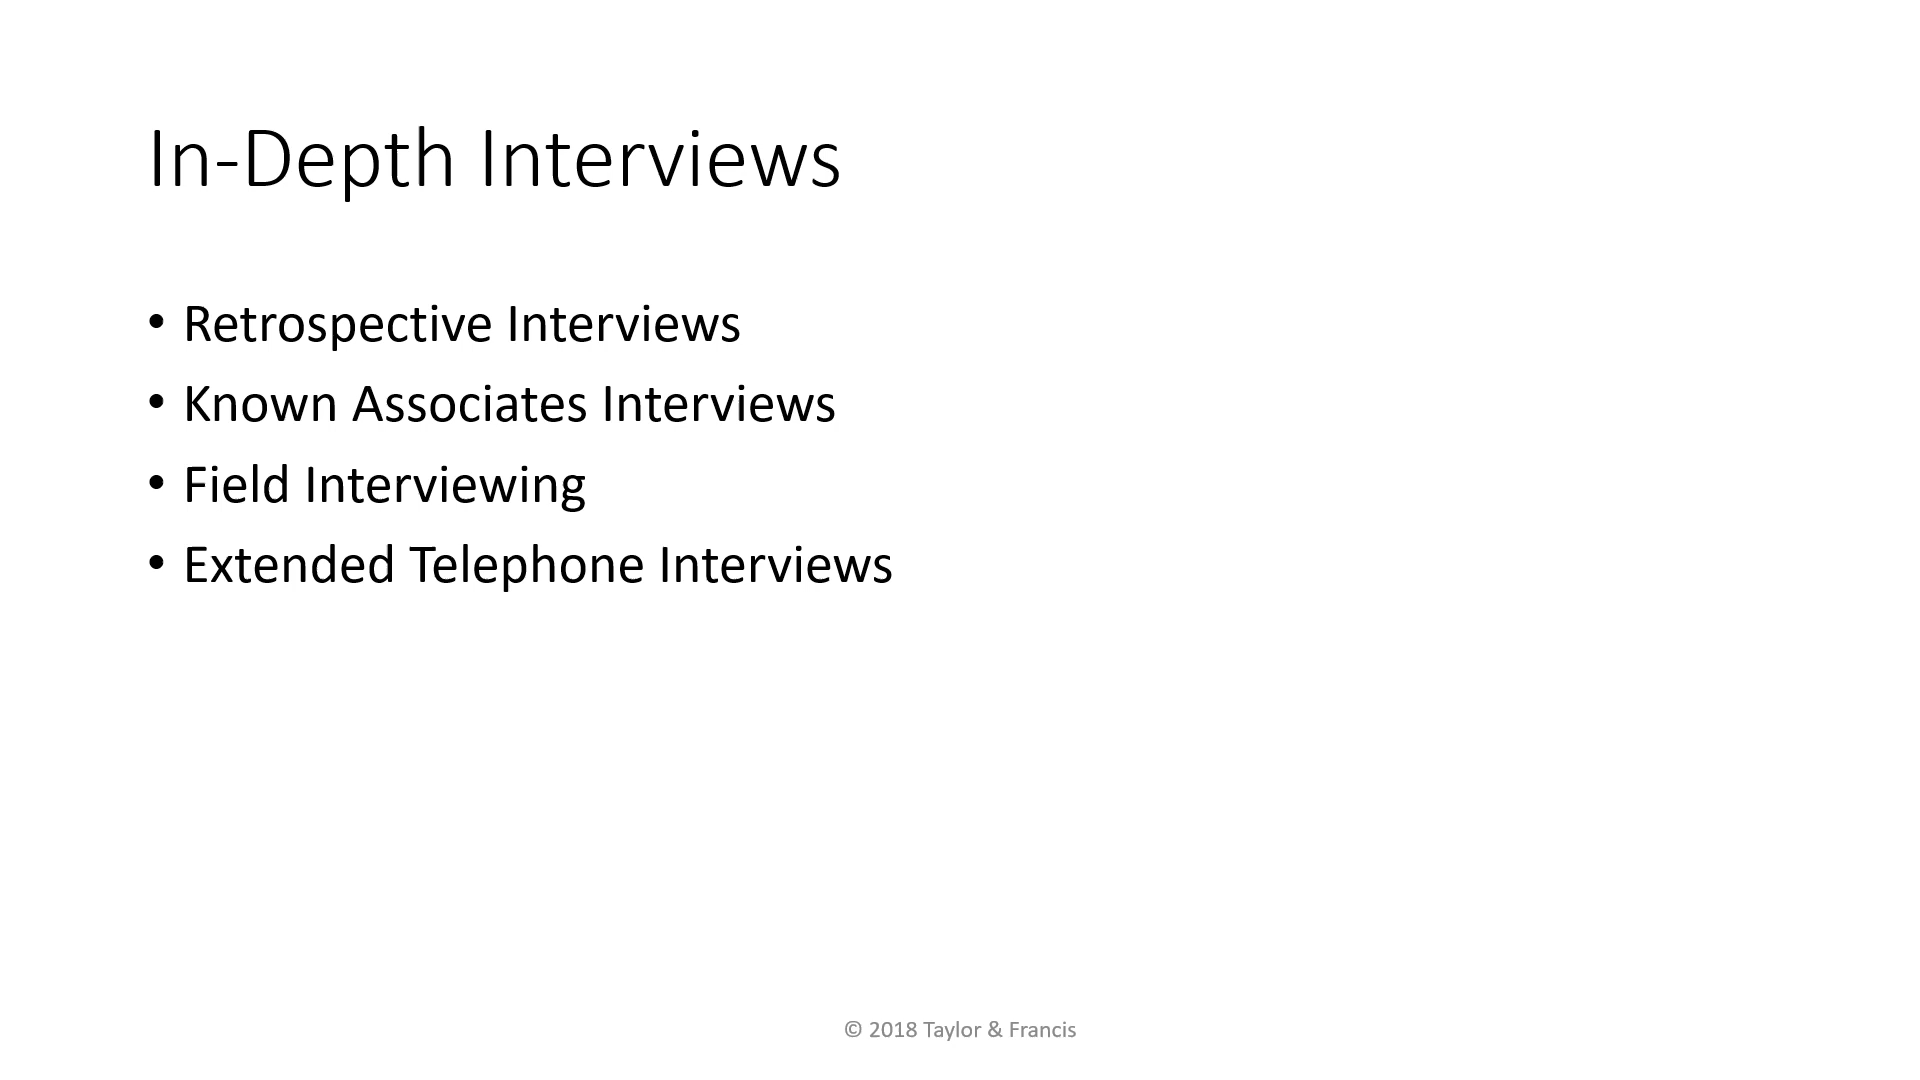 In-Depth Interviews
• Retrospective Interviews
• Known Associates Interviews
• Field Interviewing
• Extended Telephone Interviews
© 2018 Taylor & Francis